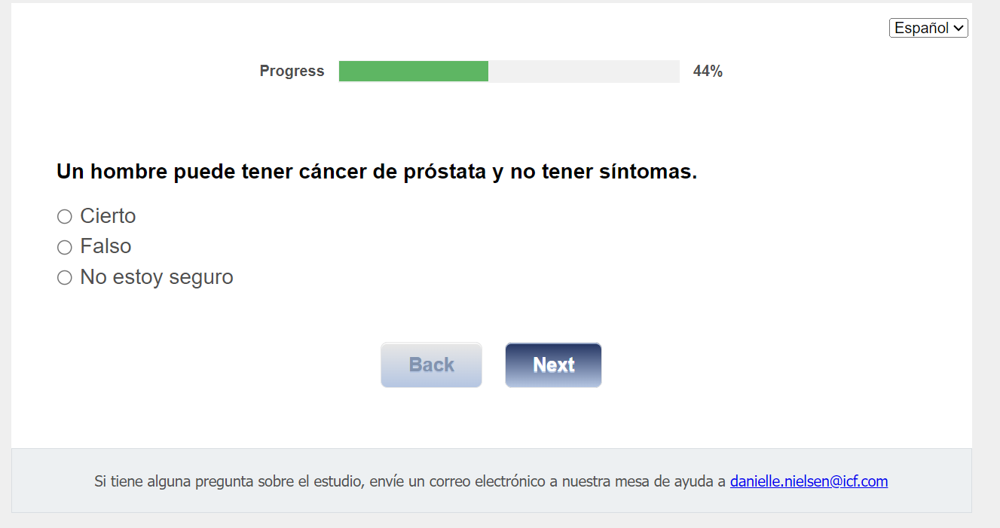 Español
Progress 44%
Un hombre puede tener cáncer de próstata y no tener síntomas.
Cierto
Falso
No estoy seguro
Back Next
Si tiene alguna pregunta sobre el estudio, envíe un correo electrónico a nuestra mesa de ayuda a danielle.nielsen@icf.com